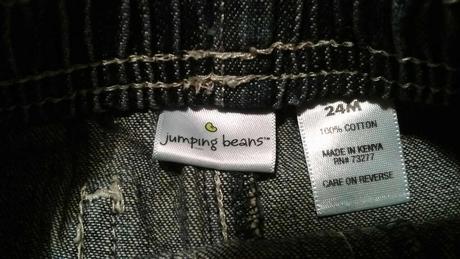 jumping beans™
24M
100% COTTON
MADE IN KENYA
RN# 73277
CARE ON REVERSE